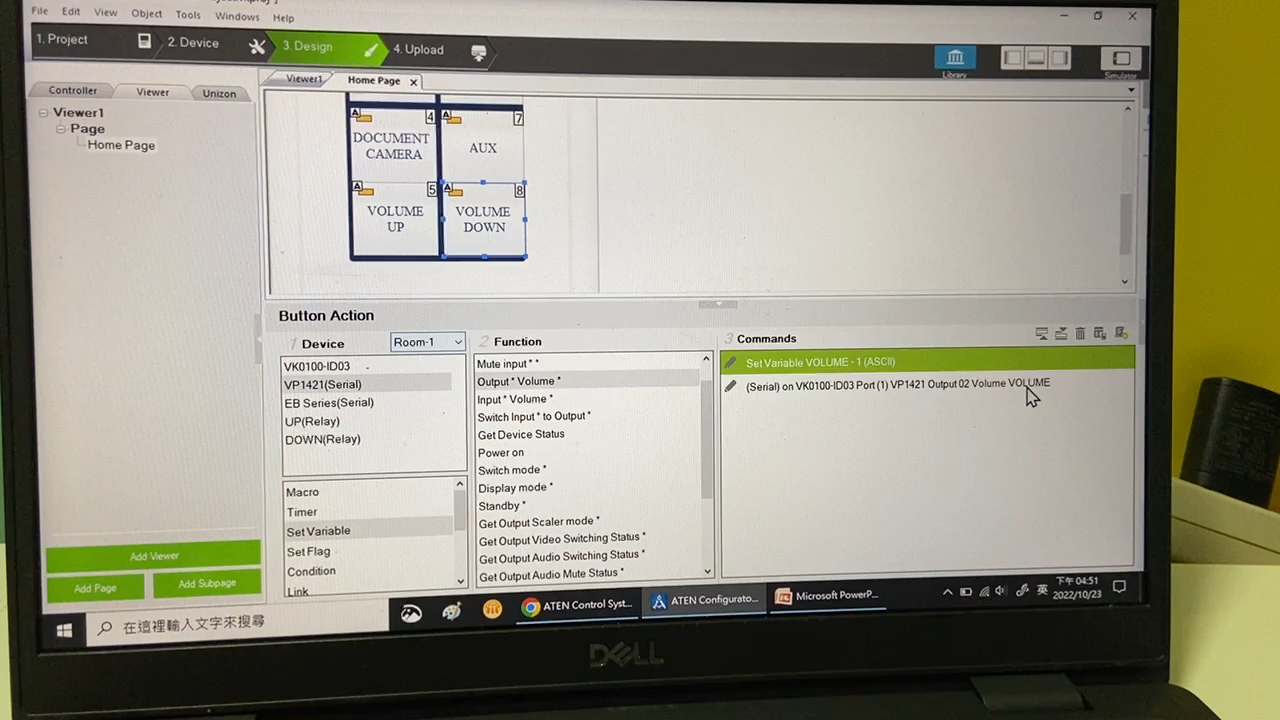 File Edit View Object Tools Windows Help
1. Project
2. Device
3. Design
4. Upload
Library
Simulator
Controller
Viewer
Unizon
Viewer1
Home Page
Viewer1
Page
Home Page
4
DOCUMENT
CAMERA
7
AUX
5
VOLUME
UP
8
VOLUME
DOWN
Button Action
1 Device
Room-1
VK0100-ID03
VP1421(Serial)
EB Series(Serial)
UP(Relay)
DOWN(Relay)
Macro
Timer
Set Variable
Set Flag
Condition
Link
2 Function
Mute input * *
Output * Volume *
Input * Volume *
Switch Input * to Output *
Get Device Status
Power on
Switch mode *
Display mode *
Standby *
Get Output Scaler mode *
Get Output Video Switching Status *
Get Output Audio Switching Status *
Get Output Audio Mute Status *
3 Commands
Set Variable VOLUME - 1 (ASCII)
(Serial) on VK0100-ID03 Port (1) VP1421 Output 02 Volume VOLUME
Add Viewer
Add Page
Add Subpage
在這裡輸入文字來搜尋
ATEN Control Syst...
ATEN Configurato...
Microsoft PowerP...
英
下午 04:51
2022/10/23
DELL